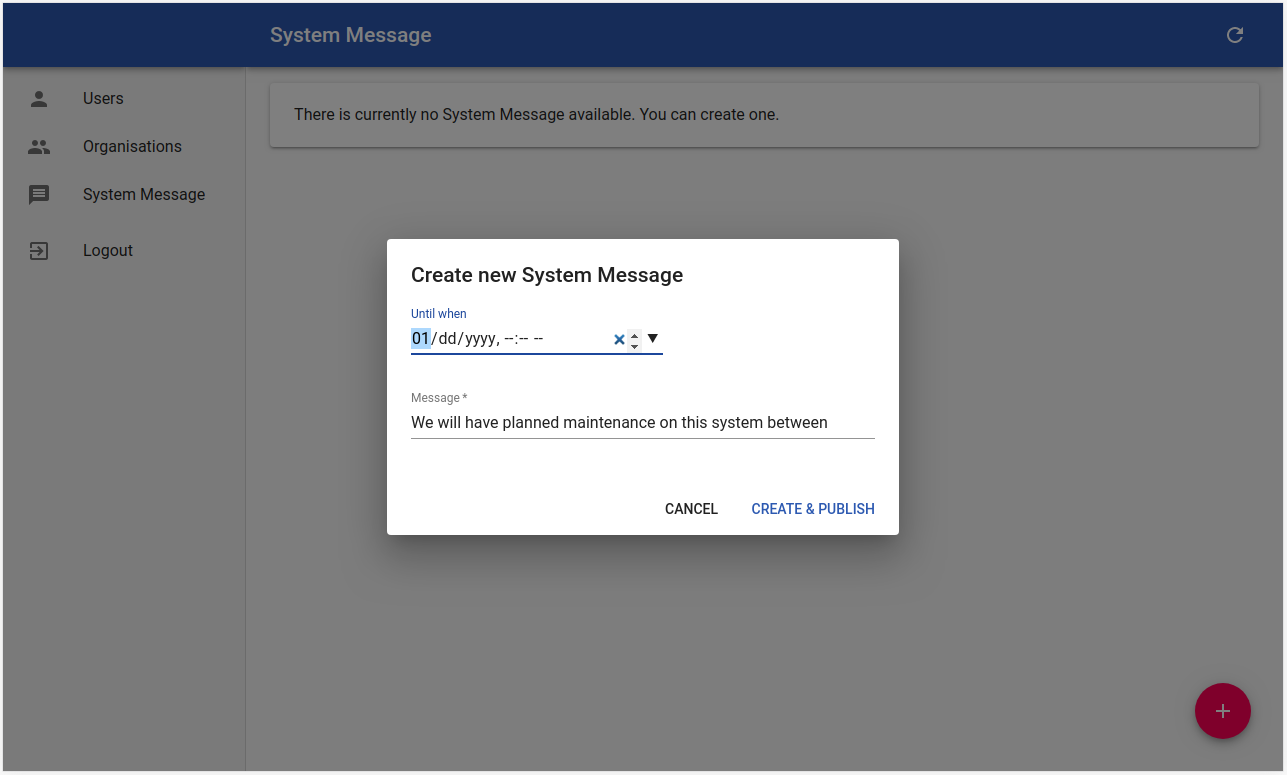 System Message
Users
Organisations
System Message
Logout
There is currently no System Message available. You can create one.
Create new System Message
Until when
01/dd/yyyy, --:-- --
Message *
We will have planned maintenance on this system between
CANCEL
CREATE & PUBLISH